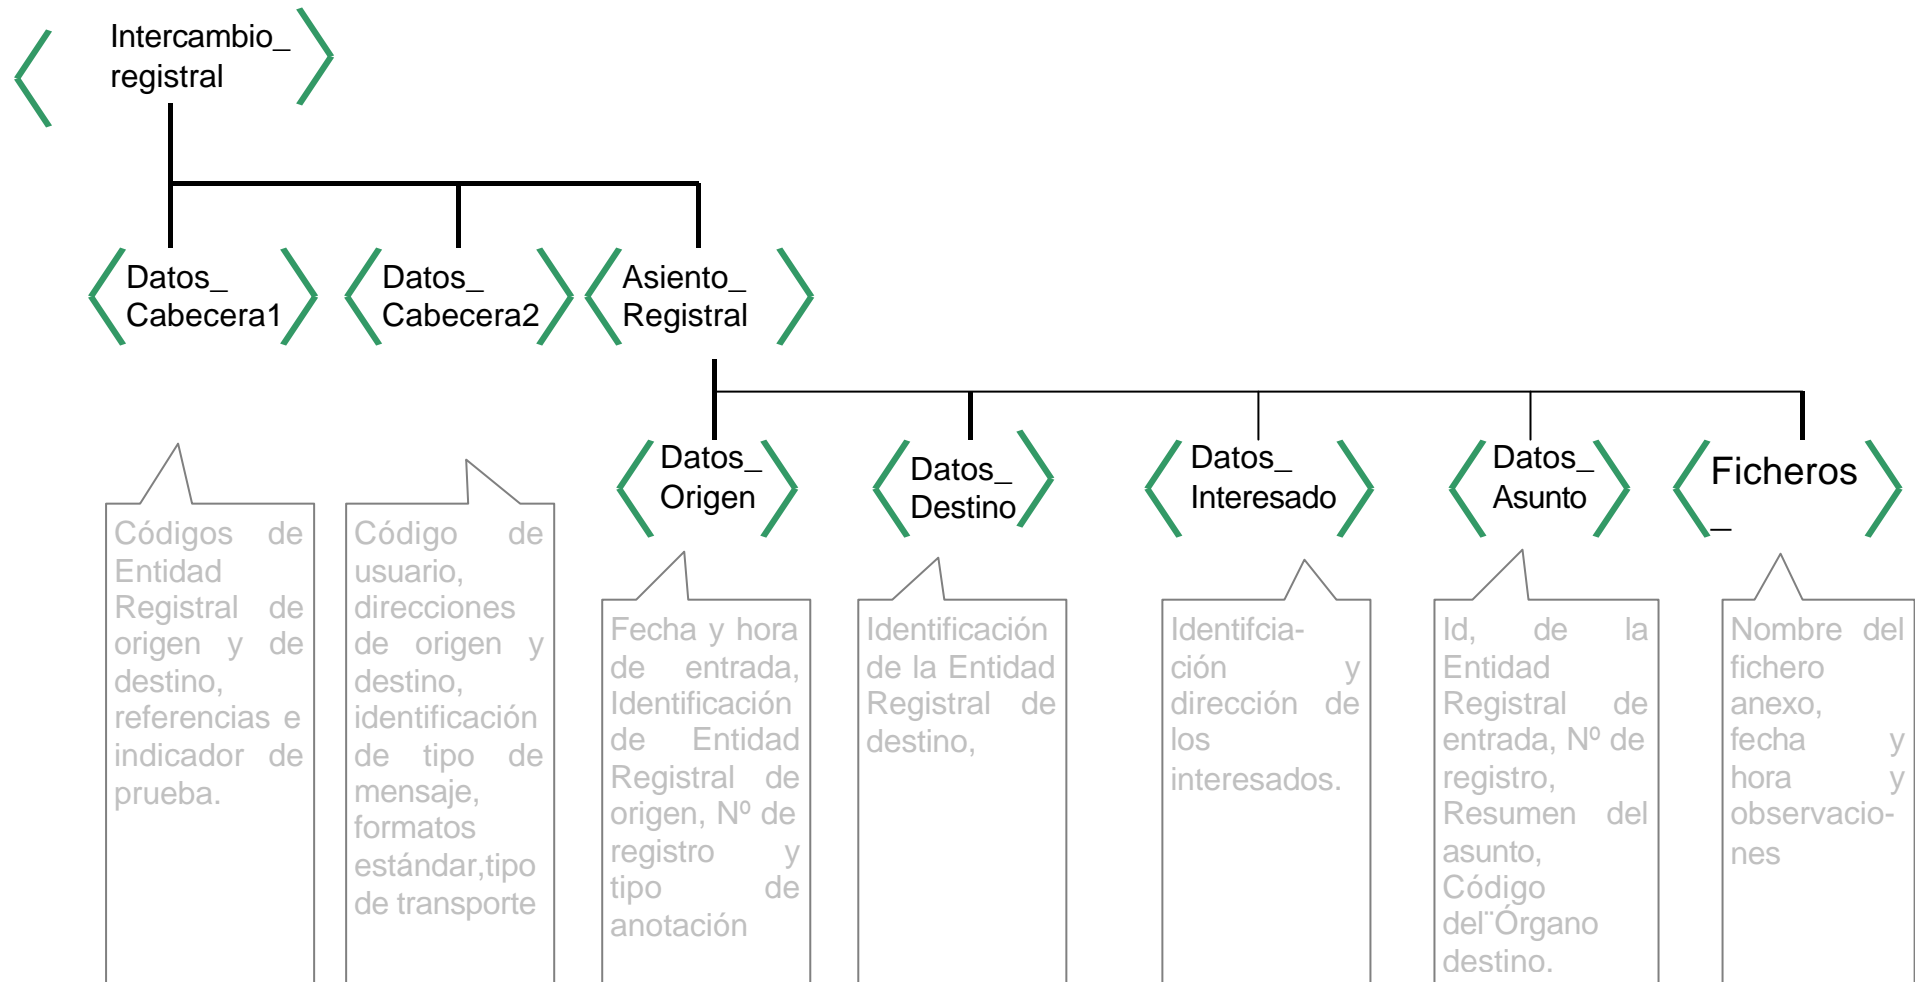 Intercambio_
registral
Datos_
Cabecera1
Datos_
Cabecera2
Asiento_
Registral
Datos_
Origen
Datos_
Destino
Datos_
Interesado
Datos_
Asunto
Ficheros
_
Códigos de
Entidad
Registral de
origen y de
destino,
referencias e
indicador de
prueba.
Código de
usuario,
direcciones
de origen y
destino,
identificación
de tipo de
mensaje,
formatos
estándar,tipo
de transporte
Fecha y hora
de entrada,
Identificación
de Entidad
Registral de
origen, Nº de
registro y
tipo de
anotación
Identificación
de la Entidad
Registral de
destino,
Identifcia-
ción y
dirección de
los
interesados.
Id, de la
Entidad
Registral de
entrada, Nº de
registro,
Resumen del
asunto,
Código
del¨Órgano
destino.
Nombre del
fichero
anexo,
fecha y
hora y
observacio-
nes